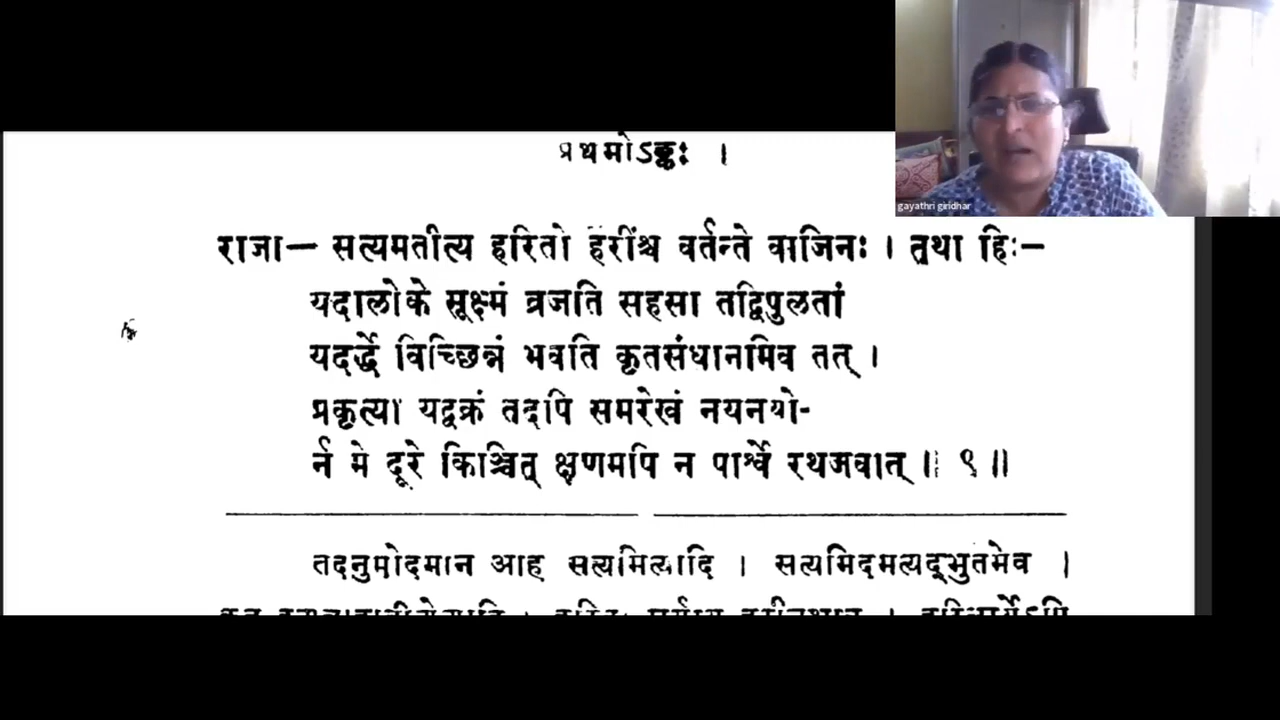 प्रथमोऽङ्कः ।
gayathri giridhar
राजा— सत्यमतीत्य हरितो हरींश्च वर्तन्ते वाजिनः । तथा हिः—
यदालोके सूक्ष्मं व्रजति सहसा तद्विपुलतां
यदर्द्धे विच्छिन्नं भवति कृतसंधानमिव तत् ।
प्रकृत्या यद्वक्रं तदपि समरेखं नयनयो-
र्न मे दूरे किञ्चित् क्षणमपि न पार्श्वे रथजवात् ॥ ९ ॥
तदनुमोदमान आह सत्यमित्यादि । सत्यमिदमत्यद्भुतमेव ।